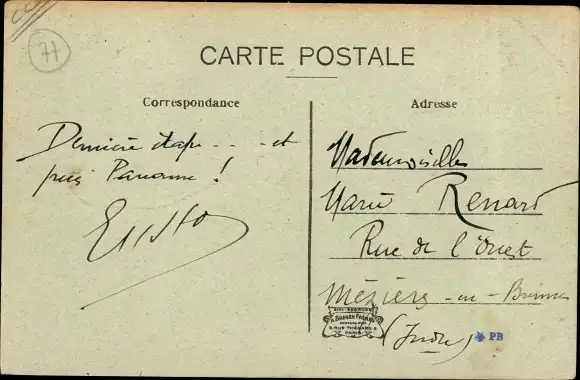 77
CARTE POSTALE
Correspondance
Dernière étape . . . et
puis Paname !
Adresse
Mademoiselle
Marie Renard
Rue de l'Ouest
Mézières-en-Brenne
(Indre)
PARIS
PB